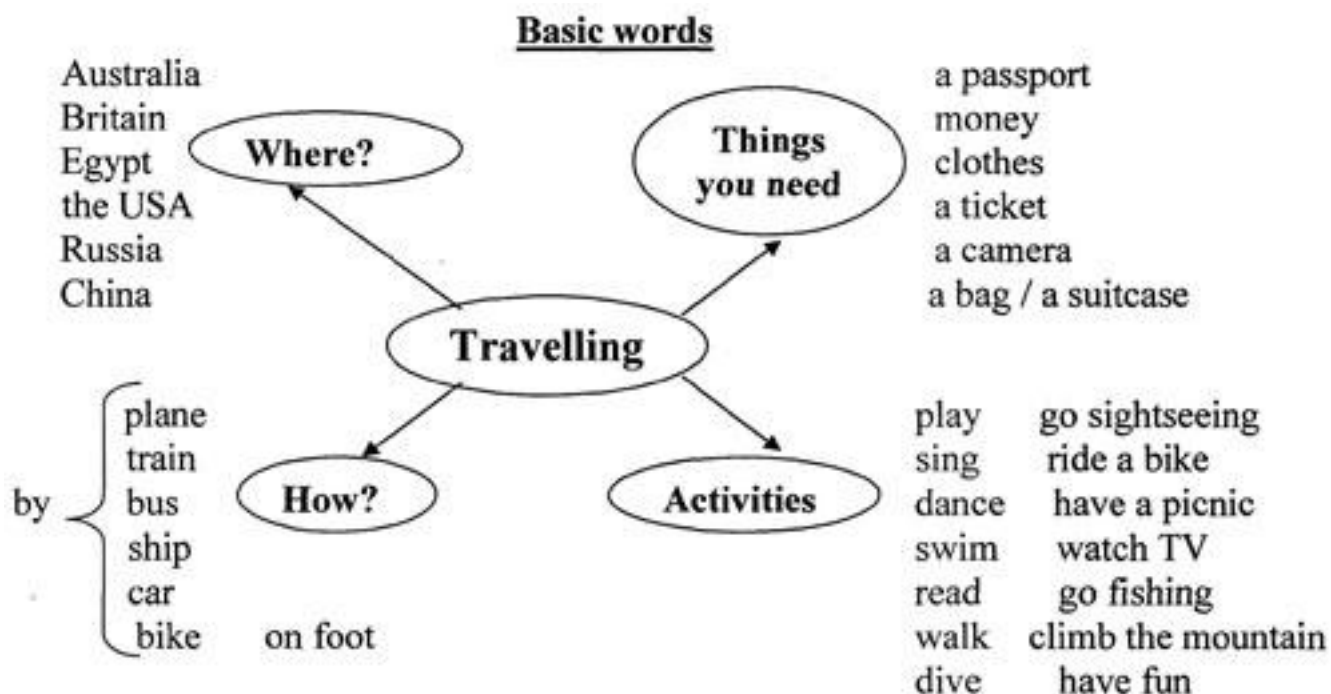 Basic words
Australia
Britain
Egypt
the USA
Russia
China
Where?
Things
you need
a passport
money
clothes
a ticket
a camera
a bag / a suitcase
Travelling
by
plane
train
bus
ship
car
bike on foot
How?
Activities
play go sightseeing
sing ride a bike
dance have a picnic
swim watch TV
read go fishing
walk climb the mountain
dive have fun